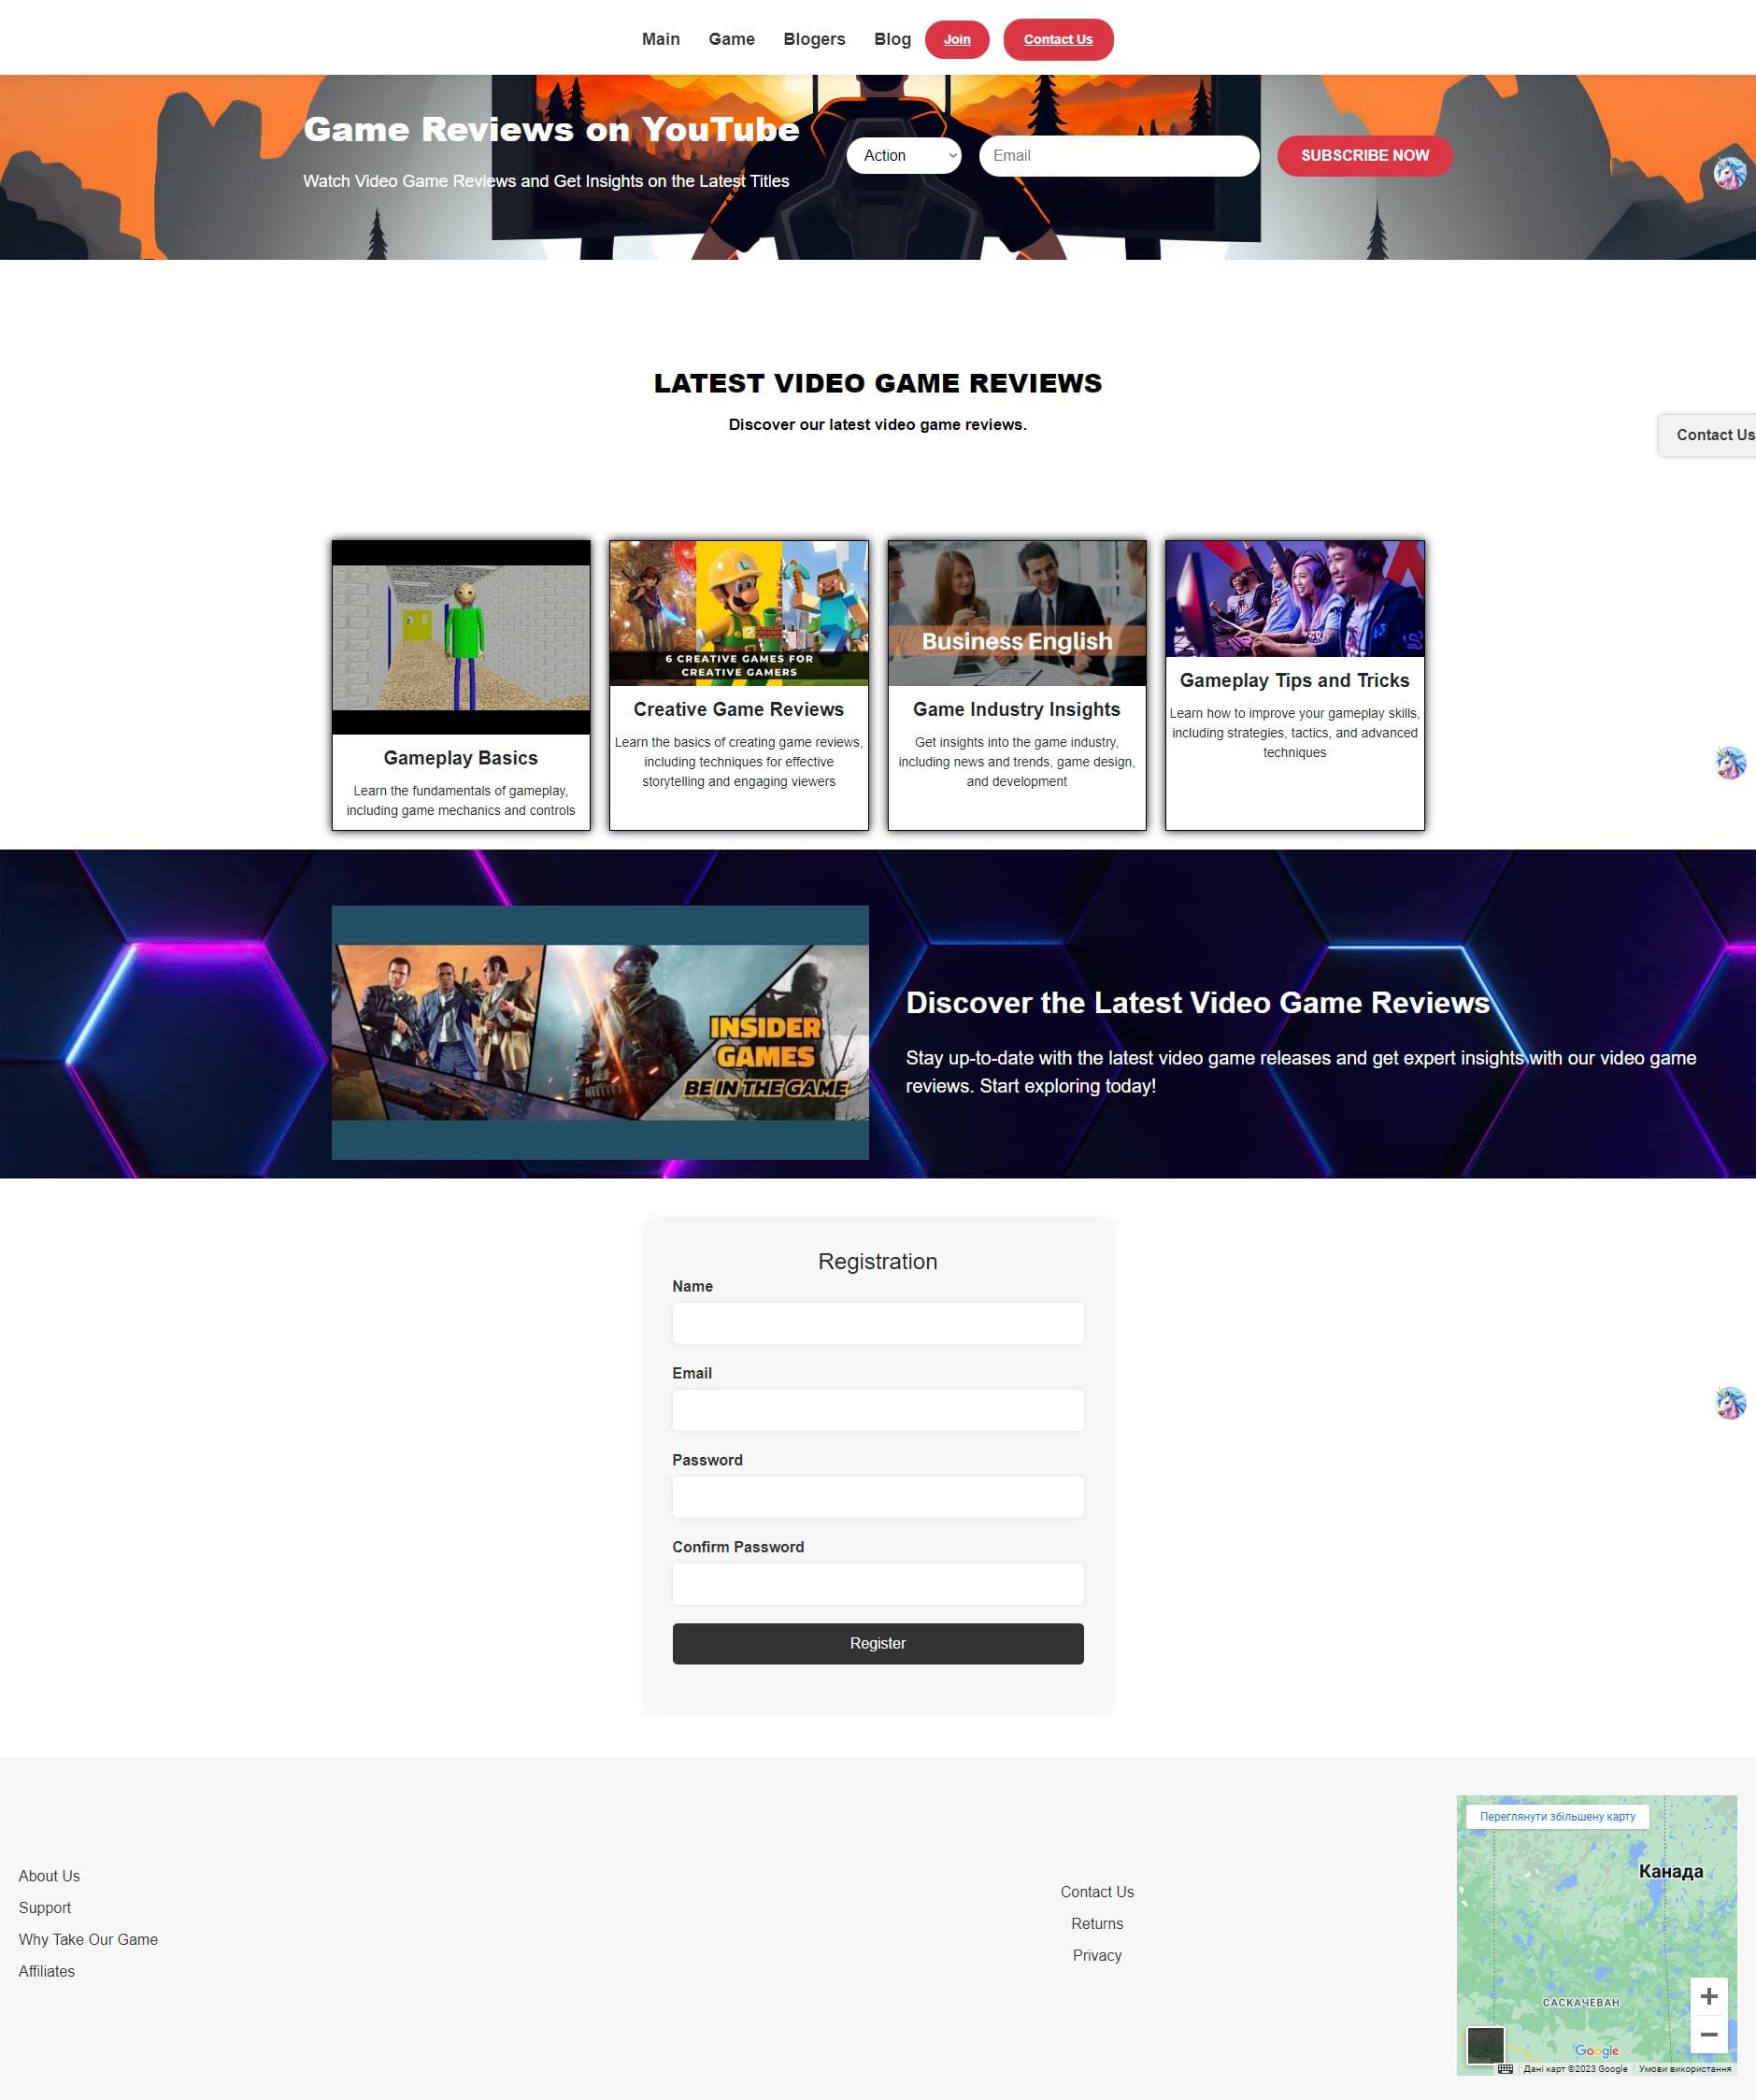 Main Game Blogers Blog Join Contact Us
Game Reviews on YouTube
Watch Video Game Reviews and Get Insights on the Latest Titles
Action
Email
SUBSCRIBE NOW
LATEST VIDEO GAME REVIEWS
Discover our latest video game reviews.
Contact Us
Gameplay Basics
Learn the fundamentals of gameplay,
including game mechanics and controls
6 CREATIVE GAMES FOR
CREATIVE GAMERS
Creative Game Reviews
Learn the basics of creating game reviews,
including techniques for effective
storytelling and engaging viewers
Business English
Game Industry Insights
Get insights into the game industry,
including news and trends, game design,
and development
Gameplay Tips and Tricks
Learn how to improve your gameplay skills,
including strategies, tactics, and advanced
techniques
INSIDER
GAMES
BE IN THE GAME
Discover the Latest Video Game Reviews
Stay up-to-date with the latest video game releases and get expert insights with our video game
reviews. Start exploring today!
Registration
Name
Email
Password
Confirm Password
Register
About Us
Support
Why Take Our Game
Affiliates
Contact Us
Returns
Privacy
Переглянути збільшену карту
Канада
САСКАЧЕВАН
Google
Дані карт ©2023 Google
Умови використання